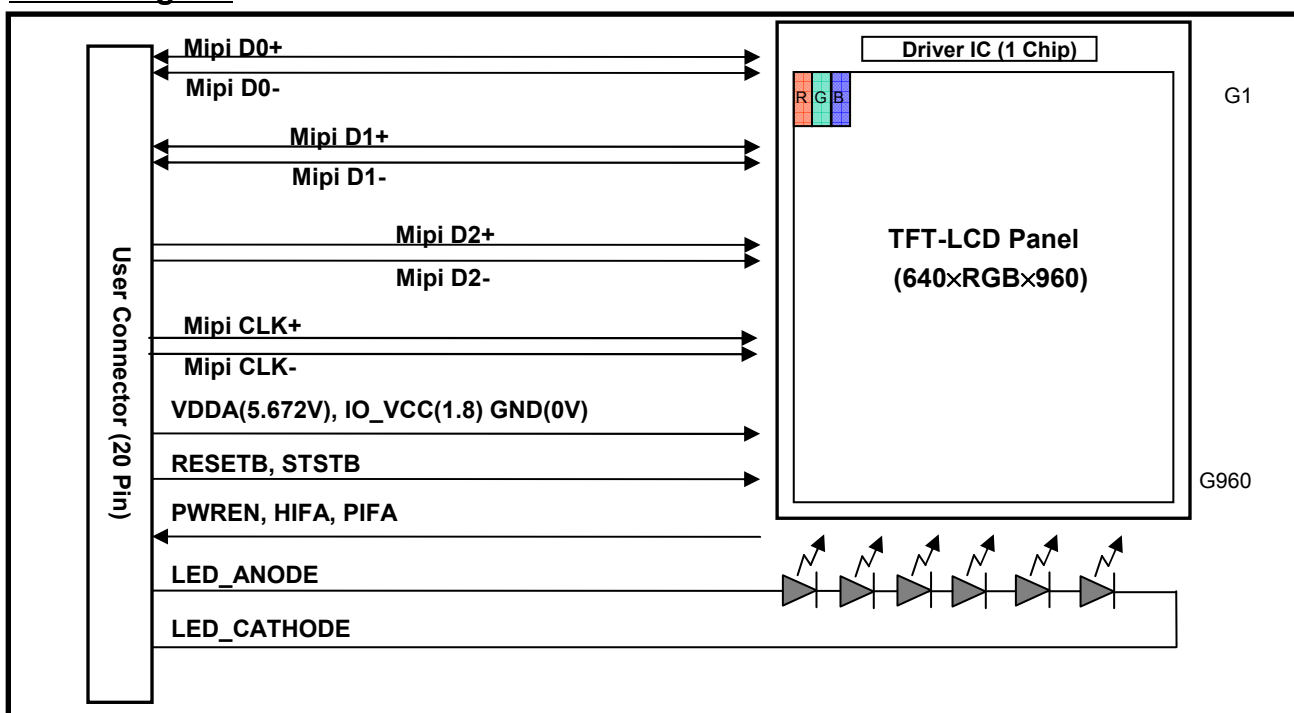 Mipi D0+
Mipi D0-
Mipi D1+
Mipi D1-
Mipi D2+
Mipi D2-
Mipi CLK+
Mipi CLK-
VDDA(5.672V), IO_VCC(1.8) GND(0V)
RESETB, STSTB
PWREN, HIFA, PIFA
LED_ANODE
LED_CATHODE
User Connector (20 Pin)
Driver IC (1 Chip)
R G B
G1
TFT-LCD Panel
(640×RGB×960)
G960